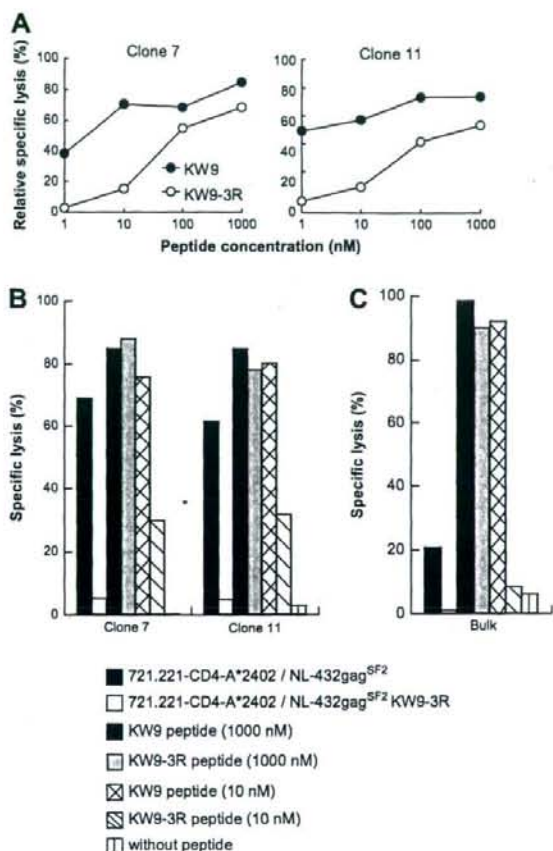 A
Clone 7
Clone 11
Relative specific lysis (%)
100
80
60
40
20
0
KW9
KW9-3R
1
10
100
1000
100
80
60
40
20
0
1
10
100
1000
Peptide concentration (nM)
B
Specific lysis (%)
100
80
60
40
20
0
Clone 7
Clone 11
C
Specific lysis (%)
100
80
60
40
20
0
Bulk
721.221-CD4-A*2402 / NL-432gagSF2
721.221-CD4-A*2402 / NL-432gagSF2 KW9-3R
KW9 peptide (1000 nM)
KW9-3R peptide (1000 nM)
KW9 peptide (10 nM)
KW9-3R peptide (10 nM)
without peptide